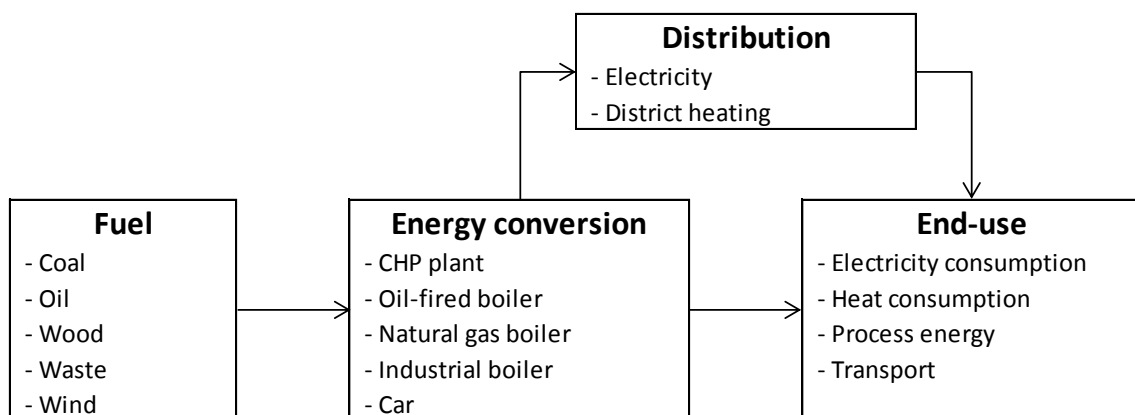 Distribution
- Electricity
- District heating
Fuel
- Coal
- Oil
- Wood
- Waste
- Wind
Energy conversion
- CHP plant
- Oil-fired boiler
- Natural gas boiler
- Industrial boiler
- Car
End-use
- Electricity consumption
- Heat consumption
- Process energy
- Transport